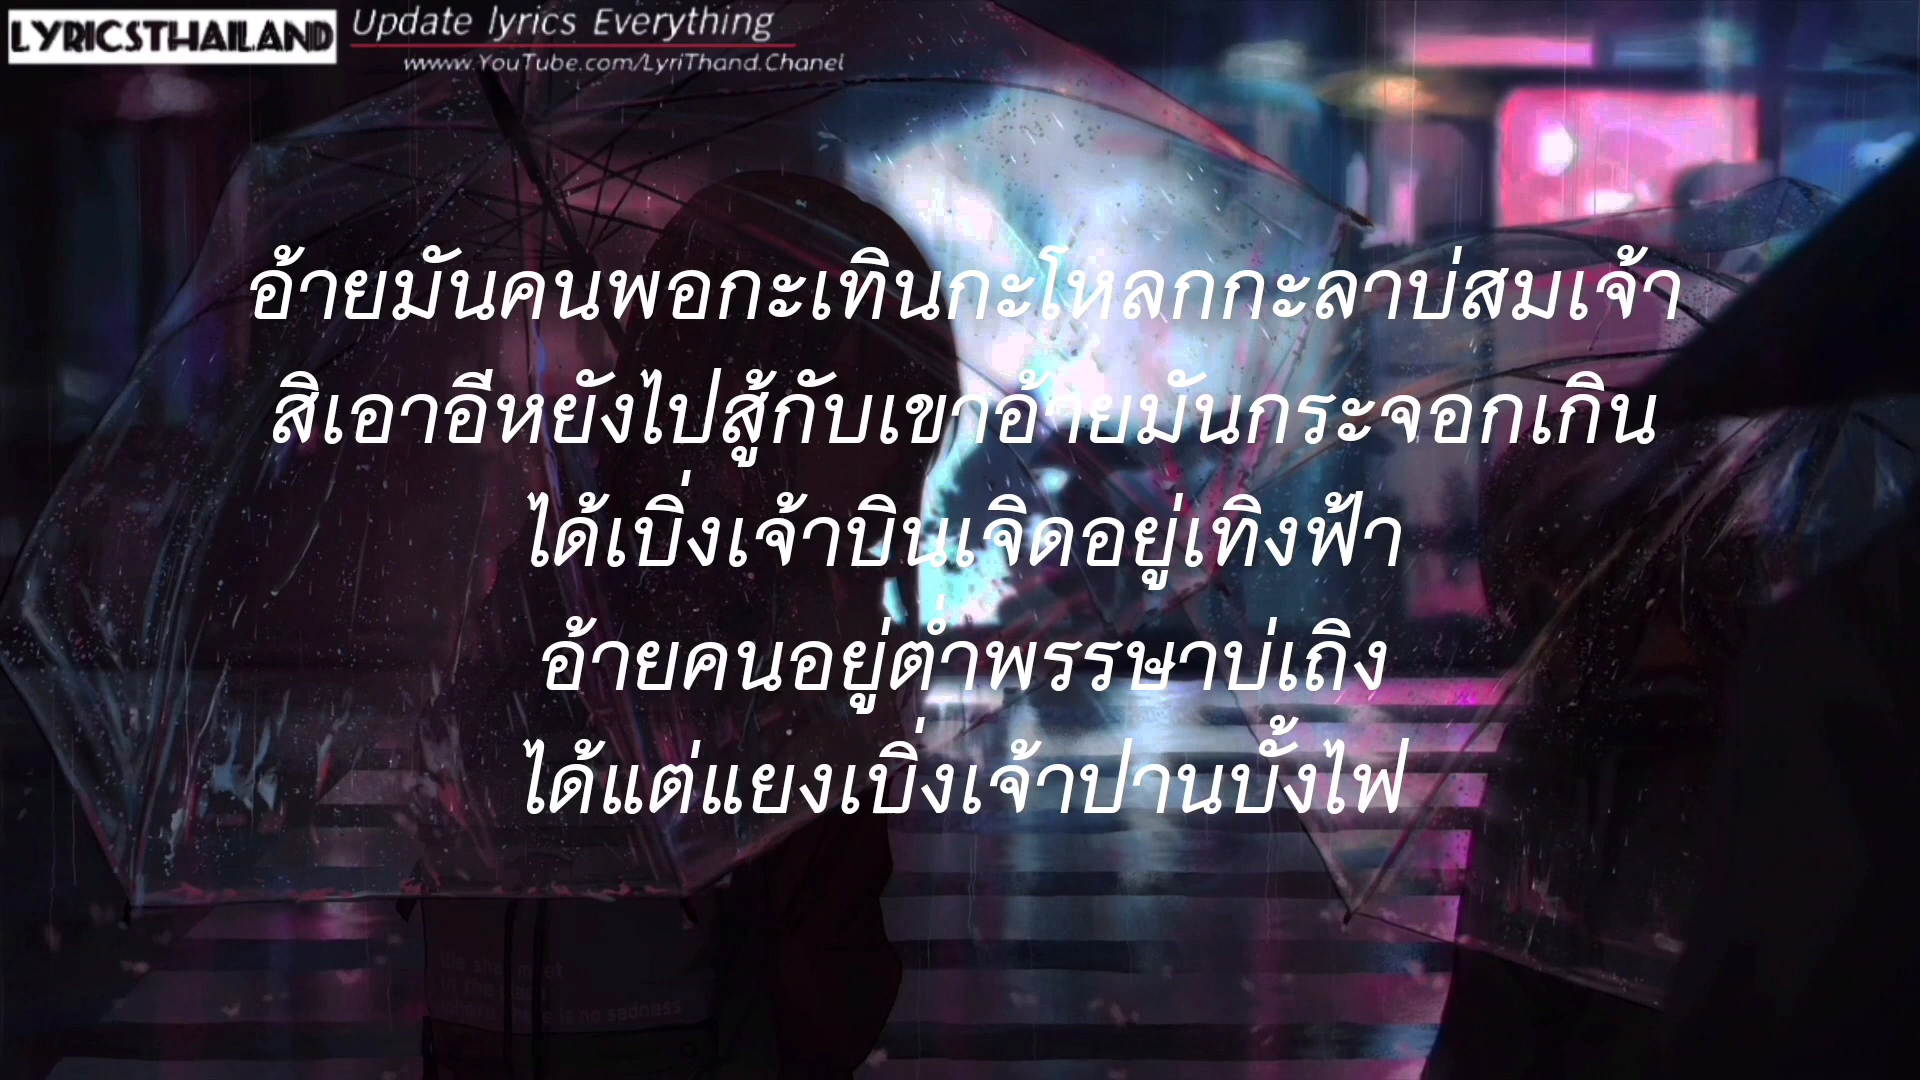 LYRICSTHAILAND
Update lyrics Everything
www.YouTube.com/LyriThand.Chanel
อ้ายมันคนพอกะเทินกะโหลกกะลาบ่สมเจ้า
สิเอาอีหยังไปสู้กับเขาอ้ายมันกระจอกเกิน
ได้เบิ่งเจ้าบินเจิดอยู่เทิงฟ้า
อ้ายคนอยู่ต่ำพรรษาบ่เถิง
ได้แต่แยงเบิ่งเจ้าปานบั้งไฟ
is no sadness